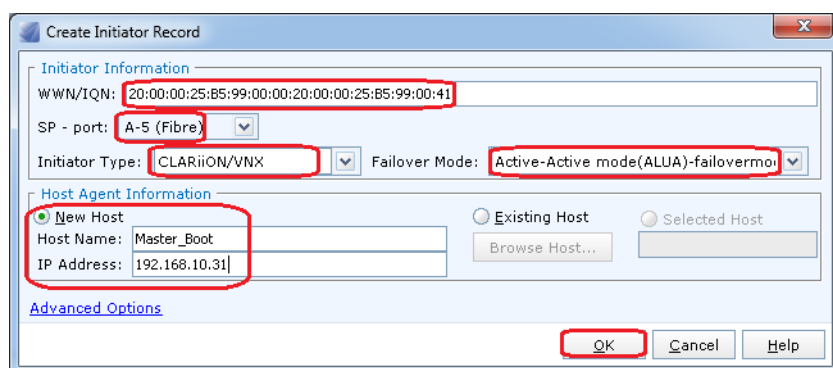 Create Initiator Record
Initiator Information
WWN/IQN: 20:00:00:25:B5:99:00:00:20:00:00:25:B5:99:00:41
SP - port: A-5 (Fibre)
Initiator Type: CLARiiON/VNX Failover Mode: Active-Active mode(ALUA)-failovermo
Host Agent Information
New Host Existing Host Selected Host
Host Name: Master_Boot Browse Host...
IP Address: 192.168.10.31
Advanced Options
OK Cancel Help